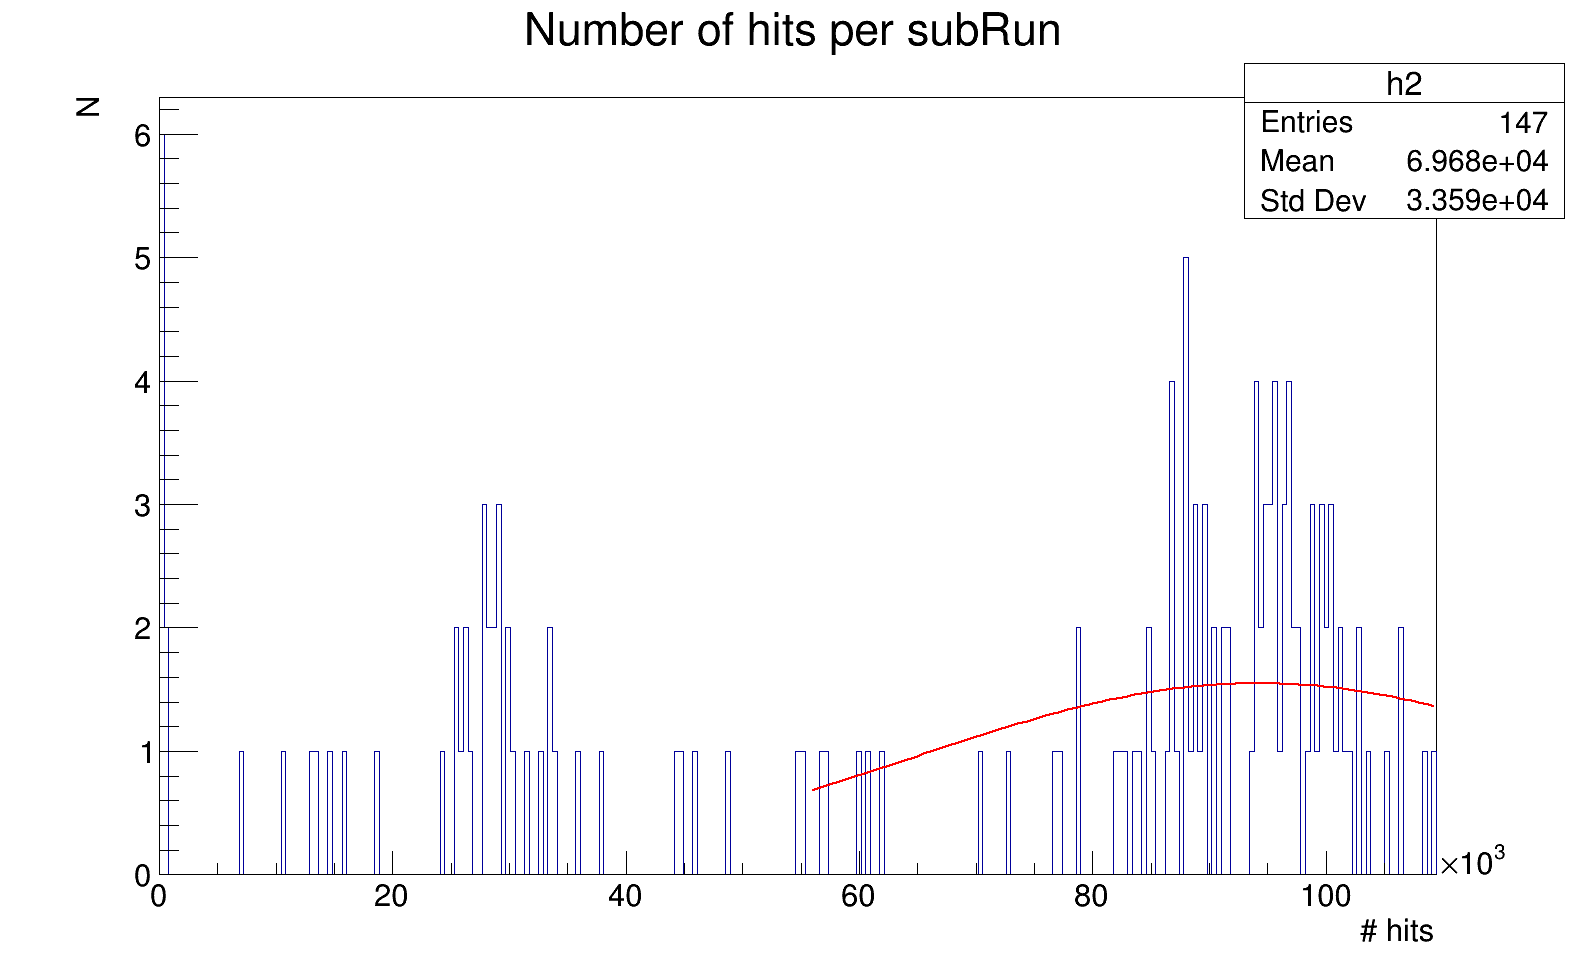 Number of hits per subRun
h2
Entries 147
Mean 6.968e+04
Std Dev 3.359e+04
N
6
5
4
3
2
1
0
0 20 40 60 80 100
×10³
# hits